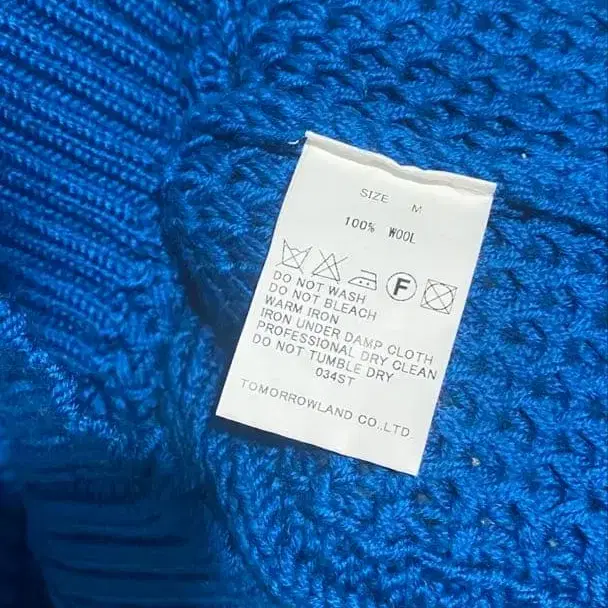 SIZE M
100% WOOL
F
DO NOT WASH
DO NOT BLEACH
WARM IRON
IRON UNDER DAMP CLOTH
PROFESSIONAL DRY CLEAN
DO NOT TUMBLE DRY
034ST
TOMORROWLAND CO.,LTD.